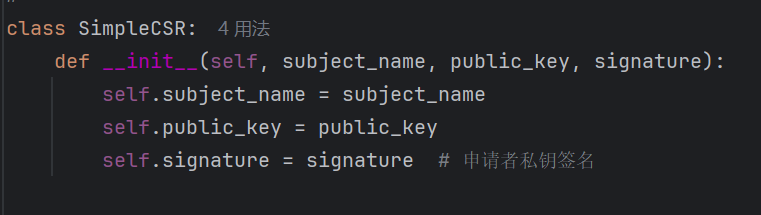 class SimpleCSR: 4 用法
def __init__(self, subject_name, public_key, signature):
self.subject_name = subject_name
self.public_key = public_key
self.signature = signature # 申请者私钥签名